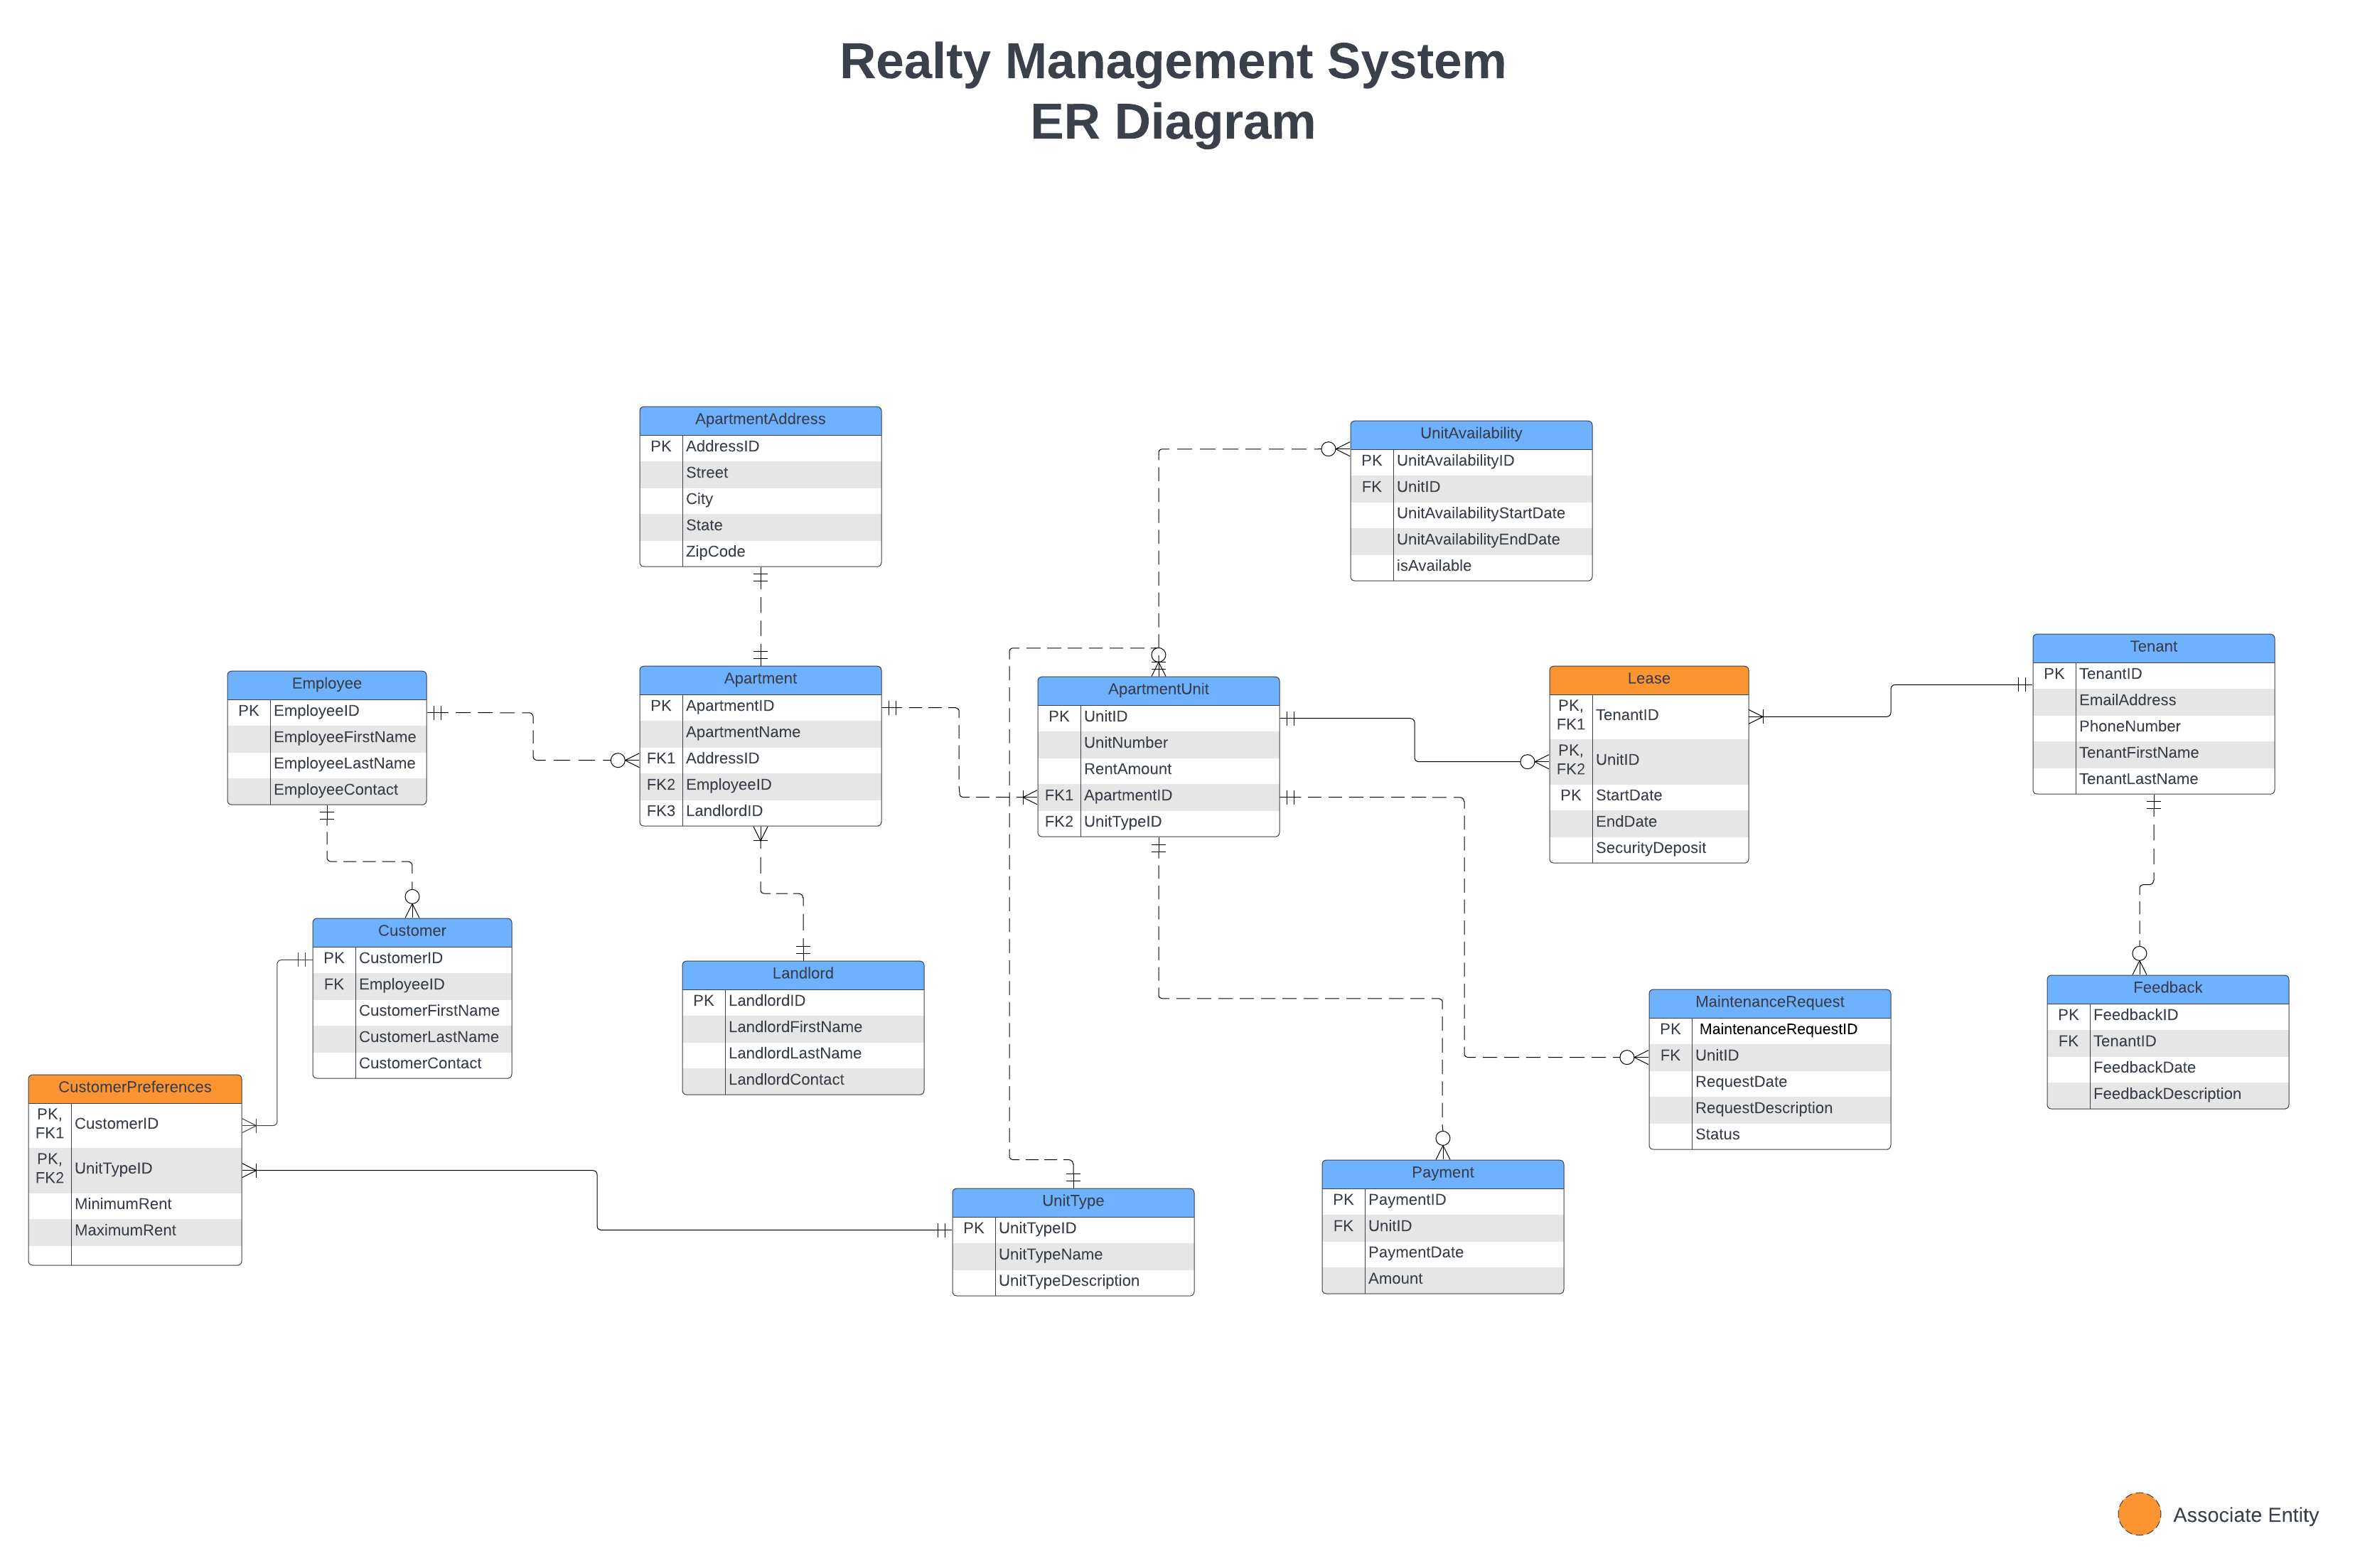 Realty Management System
ER Diagram
ApartmentAddress
PK AddressID
Street
City
State
ZipCode
UnitAvailability
PK UnitAvailabilityID
FK UnitID
UnitAvailabilityStartDate
UnitAvailabilityEndDate
isAvailable
Employee
PK EmployeeID
EmployeeFirstName
EmployeeLastName
EmployeeContact
Apartment
PK ApartmentID
ApartmentName
FK1 AddressID
FK2 EmployeeID
FK3 LandlordID
ApartmentUnit
PK UnitID
UnitNumber
RentAmount
FK1 ApartmentID
FK2 UnitTypeID
Lease
PK,
FK1 TenantID
PK,
FK2 UnitID
PK StartDate
EndDate
SecurityDeposit
Tenant
PK TenantID
EmailAddress
PhoneNumber
TenantFirstName
TenantLastName
Customer
PK CustomerID
FK EmployeeID
CustomerFirstName
CustomerLastName
CustomerContact
Landlord
PK LandlordID
LandlordFirstName
LandlordLastName
LandlordContact
MaintenanceRequest
PK MaintenanceRequestID
FK UnitID
RequestDate
RequestDescription
Status
Feedback
PK FeedbackID
FK TenantID
FeedbackDate
FeedbackDescription
CustomerPreferences
PK,
FK1 CustomerID
PK,
FK2 UnitTypeID
MinimumRent
MaximumRent
UnitType
PK UnitTypeID
UnitTypeName
UnitTypeDescription
Payment
PK PaymentID
FK UnitID
PaymentDate
Amount
Associate Entity